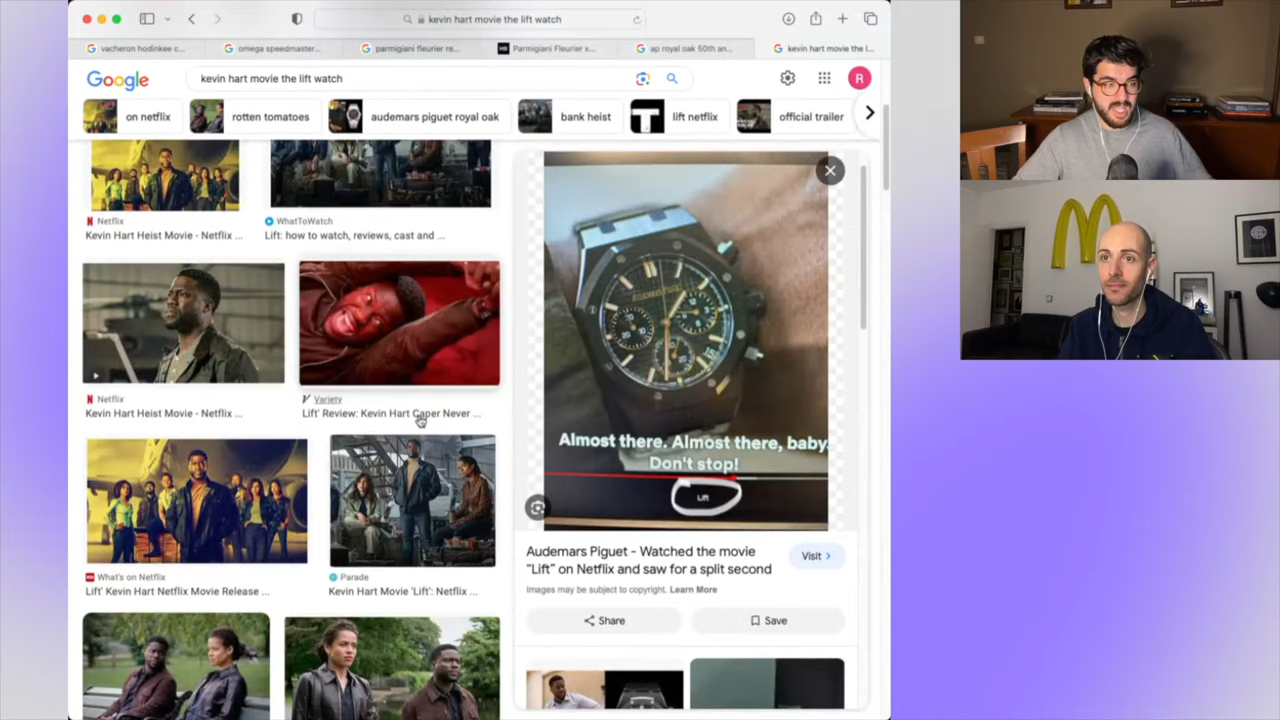 kevin hart movie the lift watch
vacheron hodinkee c...
omega speedmaster...
parmigiani fleurier re...
HO
Parmigiani Fleurier x...
ap royal oak 50th an...
kevin hart movie the l...
Google
kevin hart movie the lift watch
R
on netflix
rotten tomatoes
audemars piguet royal oak
bank heist
lift netflix
official trailer
Netflix
Kevin Hart Heist Movie - Netflix ...
WhatToWatch
Lift: how to watch, reviews, cast and ...
Netflix
Kevin Hart Heist Movie - Netflix ...
Variety
Lift' Review: Kevin Hart Caper Never ...
What's on Netflix
Lift' Kevin Hart Netflix Movie Release ...
Parade
Kevin Hart Movie 'Lift': Netflix ...
Almost there. Almost there, baby.
Don't stop!
Lift
Audemars Piguet - Watched the movie
"Lift" on Netflix and saw for a split second
Visit
Images may be subject to copyright. Learn More
Share
Save